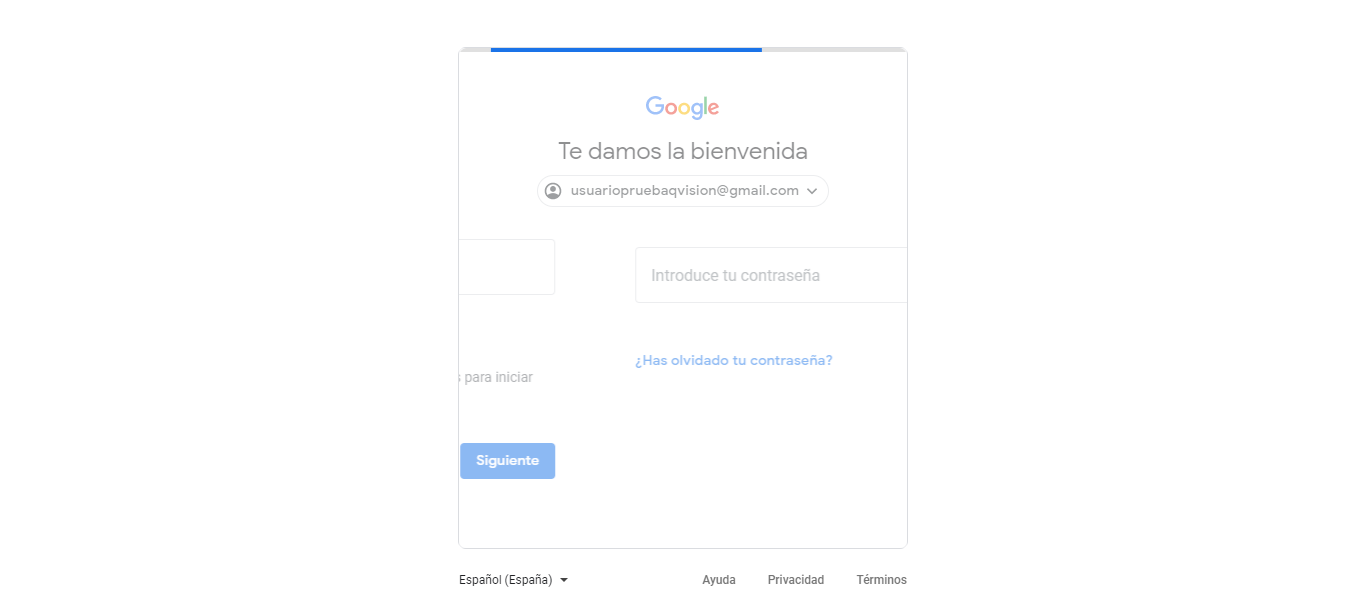 Google
Te damos la bienvenida
usuariopruebaqvision@gmail.com
Introduce tu contraseña
¿Has olvidado tu contraseña?
para iniciar
Siguiente
Español (España)
Ayuda Privacidad Términos